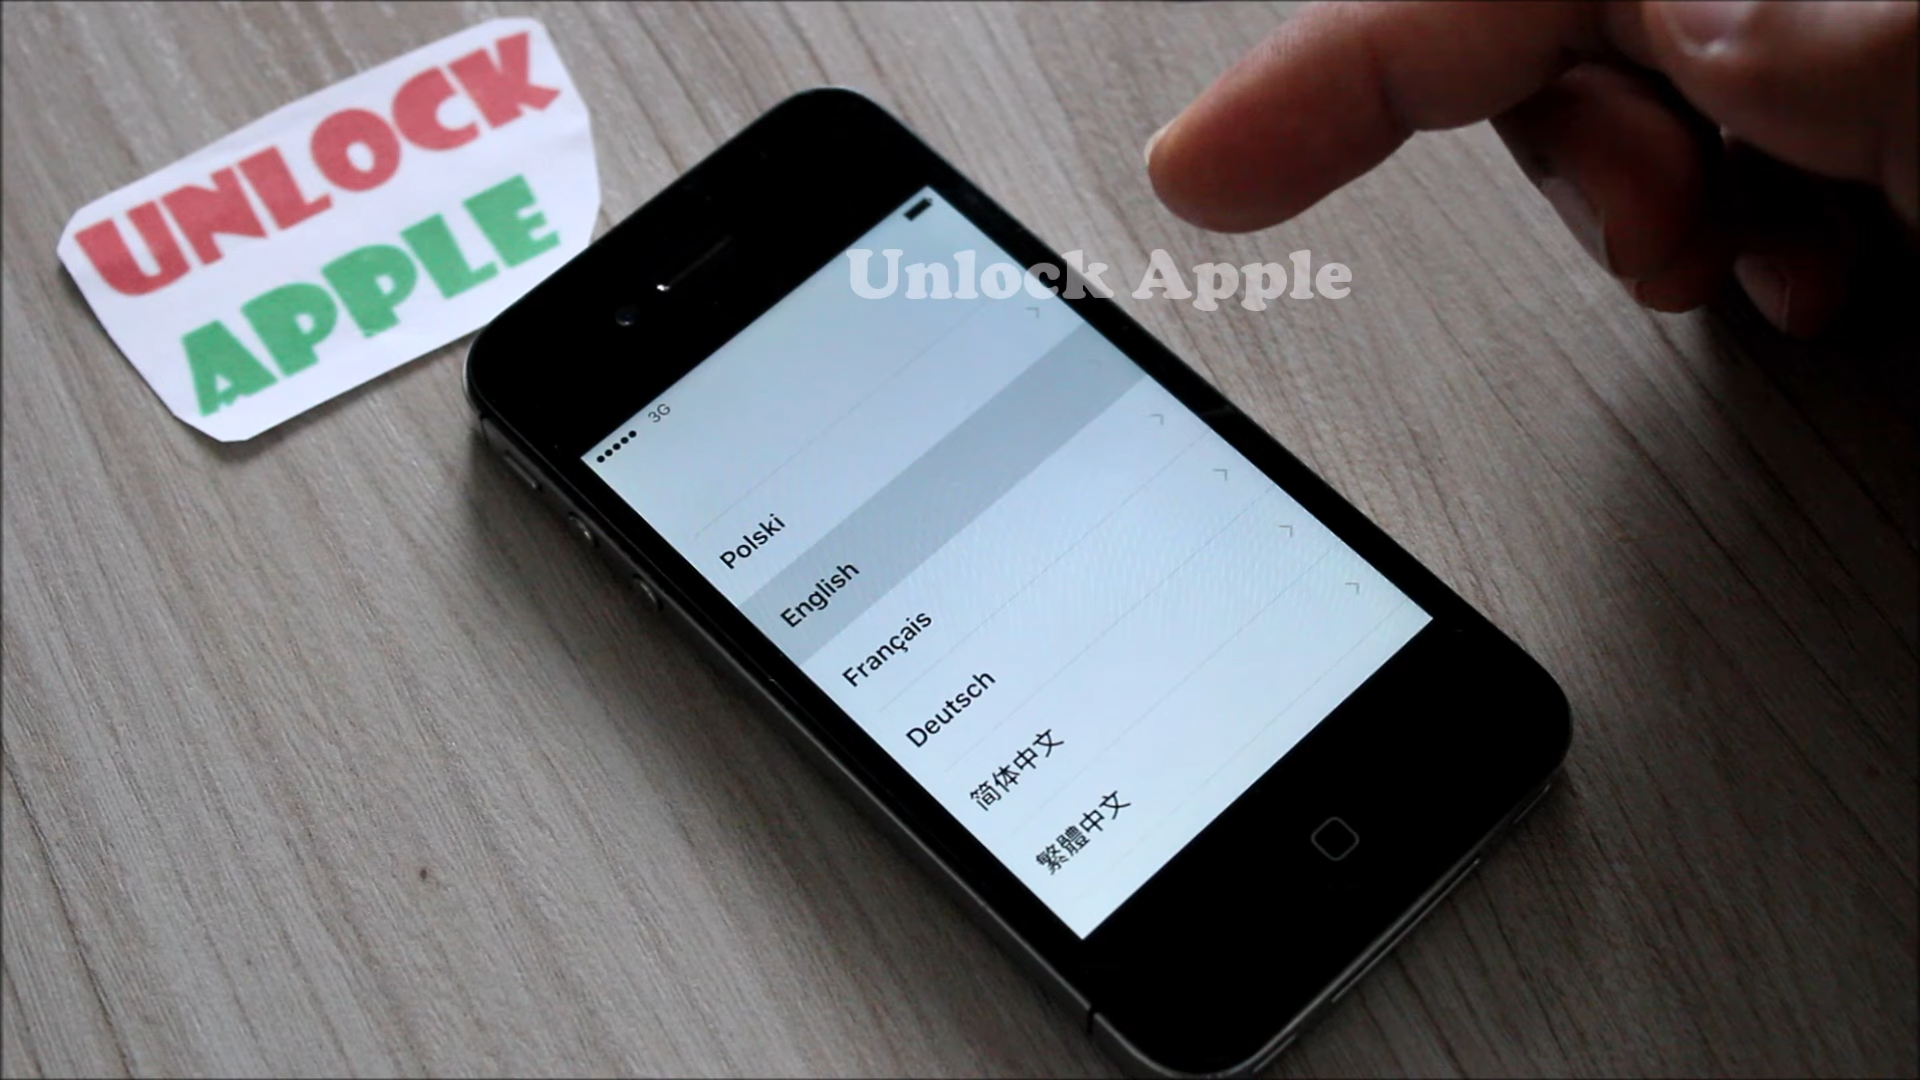 UNLOCK
APPLE
Unlock Apple
3G
Polski
English
Français
Deutsch
简体中文
繁體中文